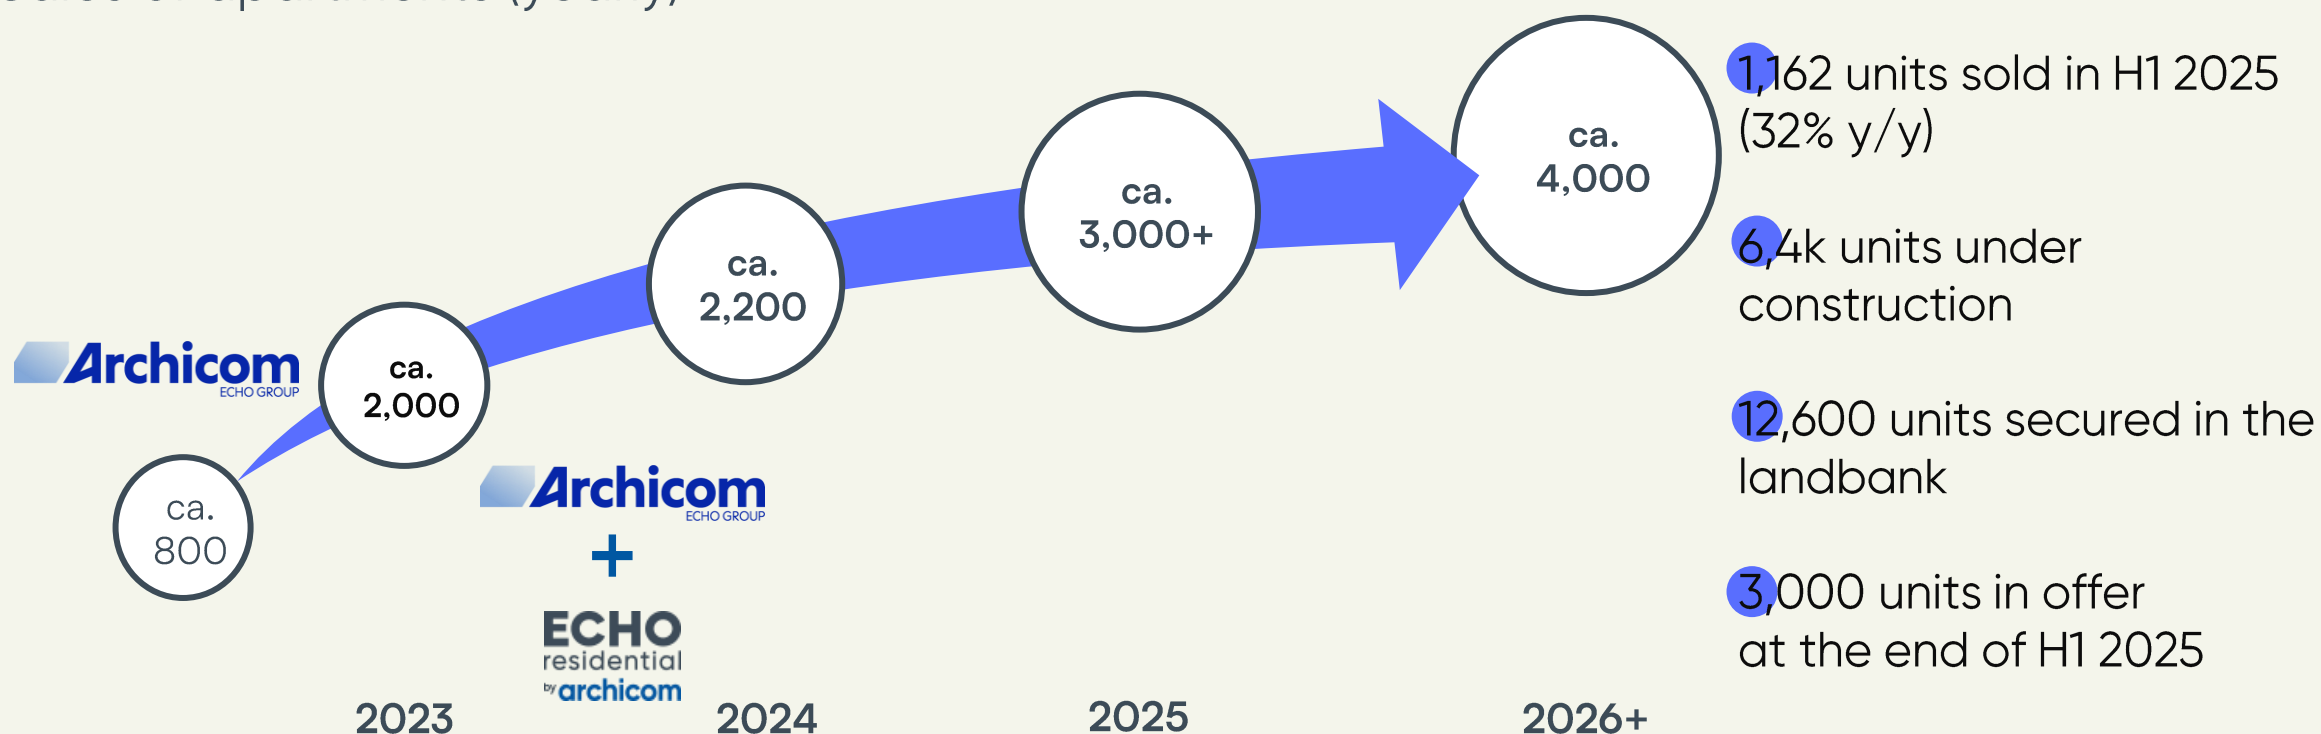 Archicom
ECHO GROUP
ca.
800
ca.
2,000
ca.
2,200
ca.
3,000+
ca.
4,000
Archicom
ECHO GROUP
+
ECHO
residential
by archicom
2023
2024
2025
2026+
1,162 units sold in H1 2025
(32% y/y)
6,4k units under
construction
12,600 units secured in the
landbank
3,000 units in offer
at the end of H1 2025